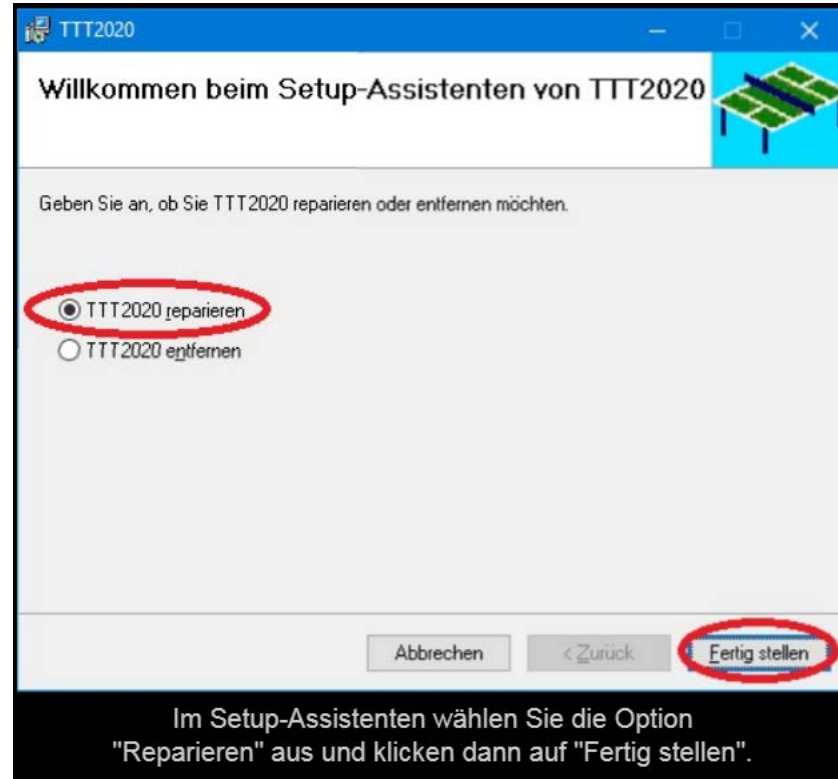 TTT2020
Willkommen beim Setup-Assistenten von TTT2020
Geben Sie an, ob Sie TTT2020 reparieren oder entfernen möchten.
TTT2020 reparieren
TTT2020 entfernen
Abbrechen
< Zurück
Fertig stellen
Im Setup-Assistenten wählen Sie die Option
"Reparieren" aus und klicken dann auf "Fertig stellen".